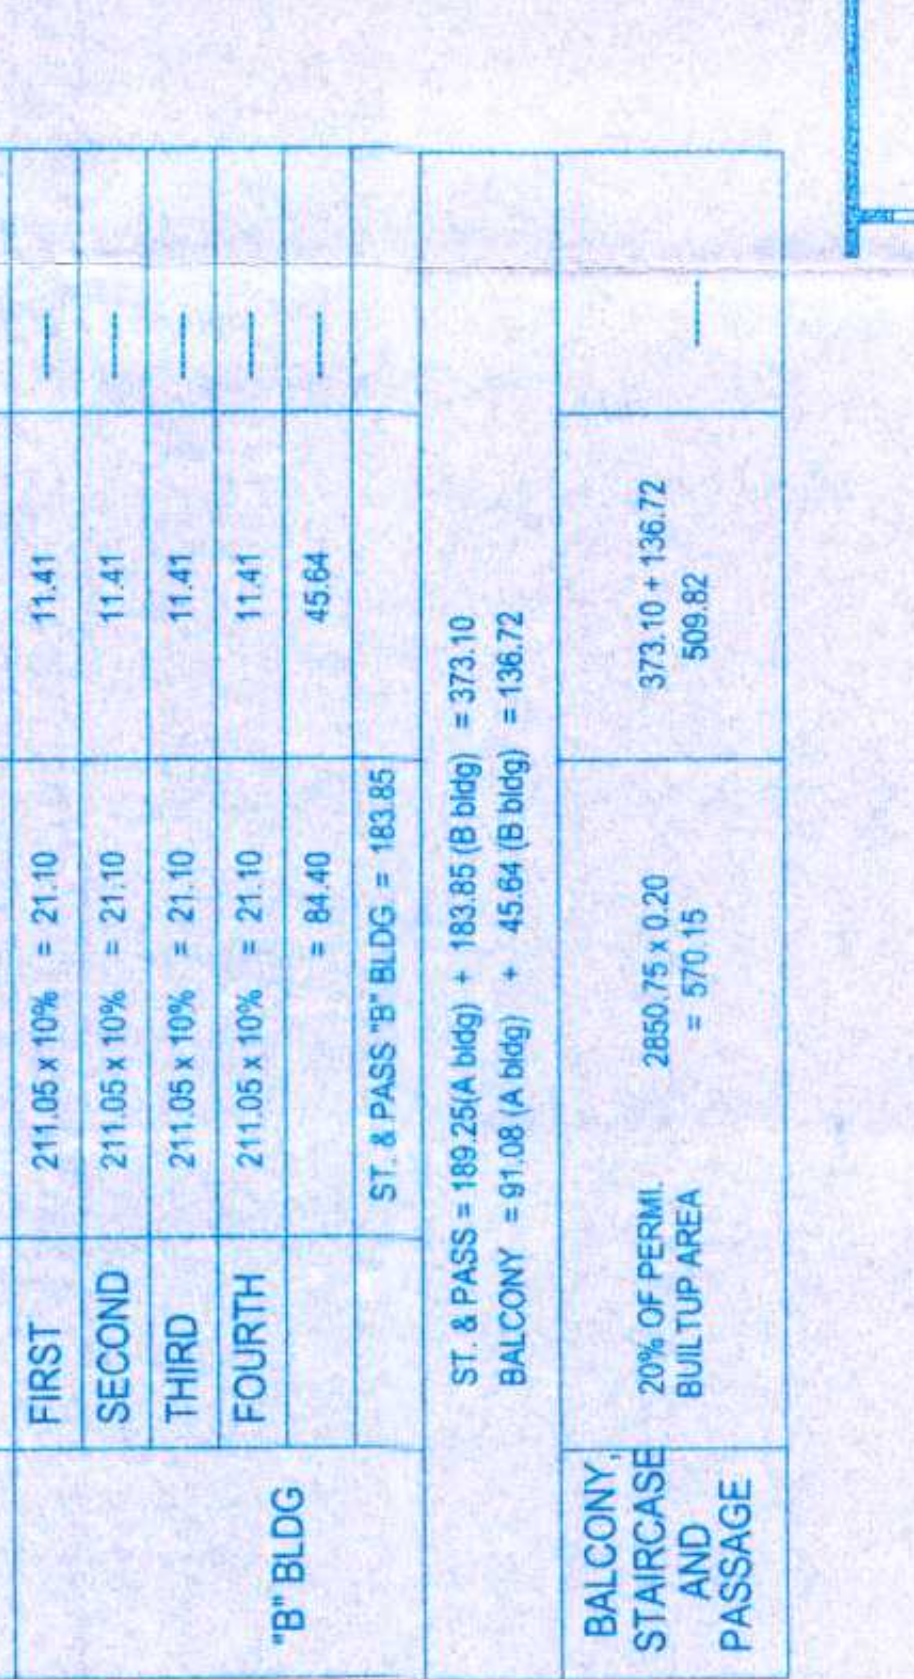 "B" BLDG
FIRST 211.05 x 10% = 21.10 11.41 -----
SECOND 211.05 x 10% = 21.10 11.41 -----
THIRD 211.05 x 10% = 21.10 11.41 -----
FOURTH 211.05 x 10% = 21.10 11.41 -----
= 84.40 45.64 -----
ST. & PASS "B" BLDG = 183.85
ST. & PASS = 189.25(A bldg) + 183.85 (B bldg) = 373.10
BALCONY = 91.08 (A bldg) + 45.64 (B bldg) = 136.72
BALCONY,
STAIRCASE
AND
PASSAGE
20% OF PERMI.
BUILTUP AREA
2850.75 x 0.20
= 570.15
373.10 + 136.72
509.82
------